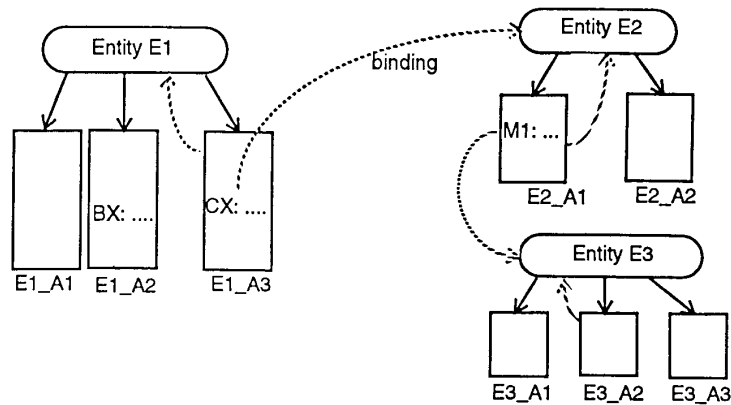 Entity E1
Entity E2
binding
M1: ...
BX: ....
CX: ....
E2_A1
E2_A2
Entity E3
E1_A1
E1_A2
E1_A3
E3_A1
E3_A2
E3_A3